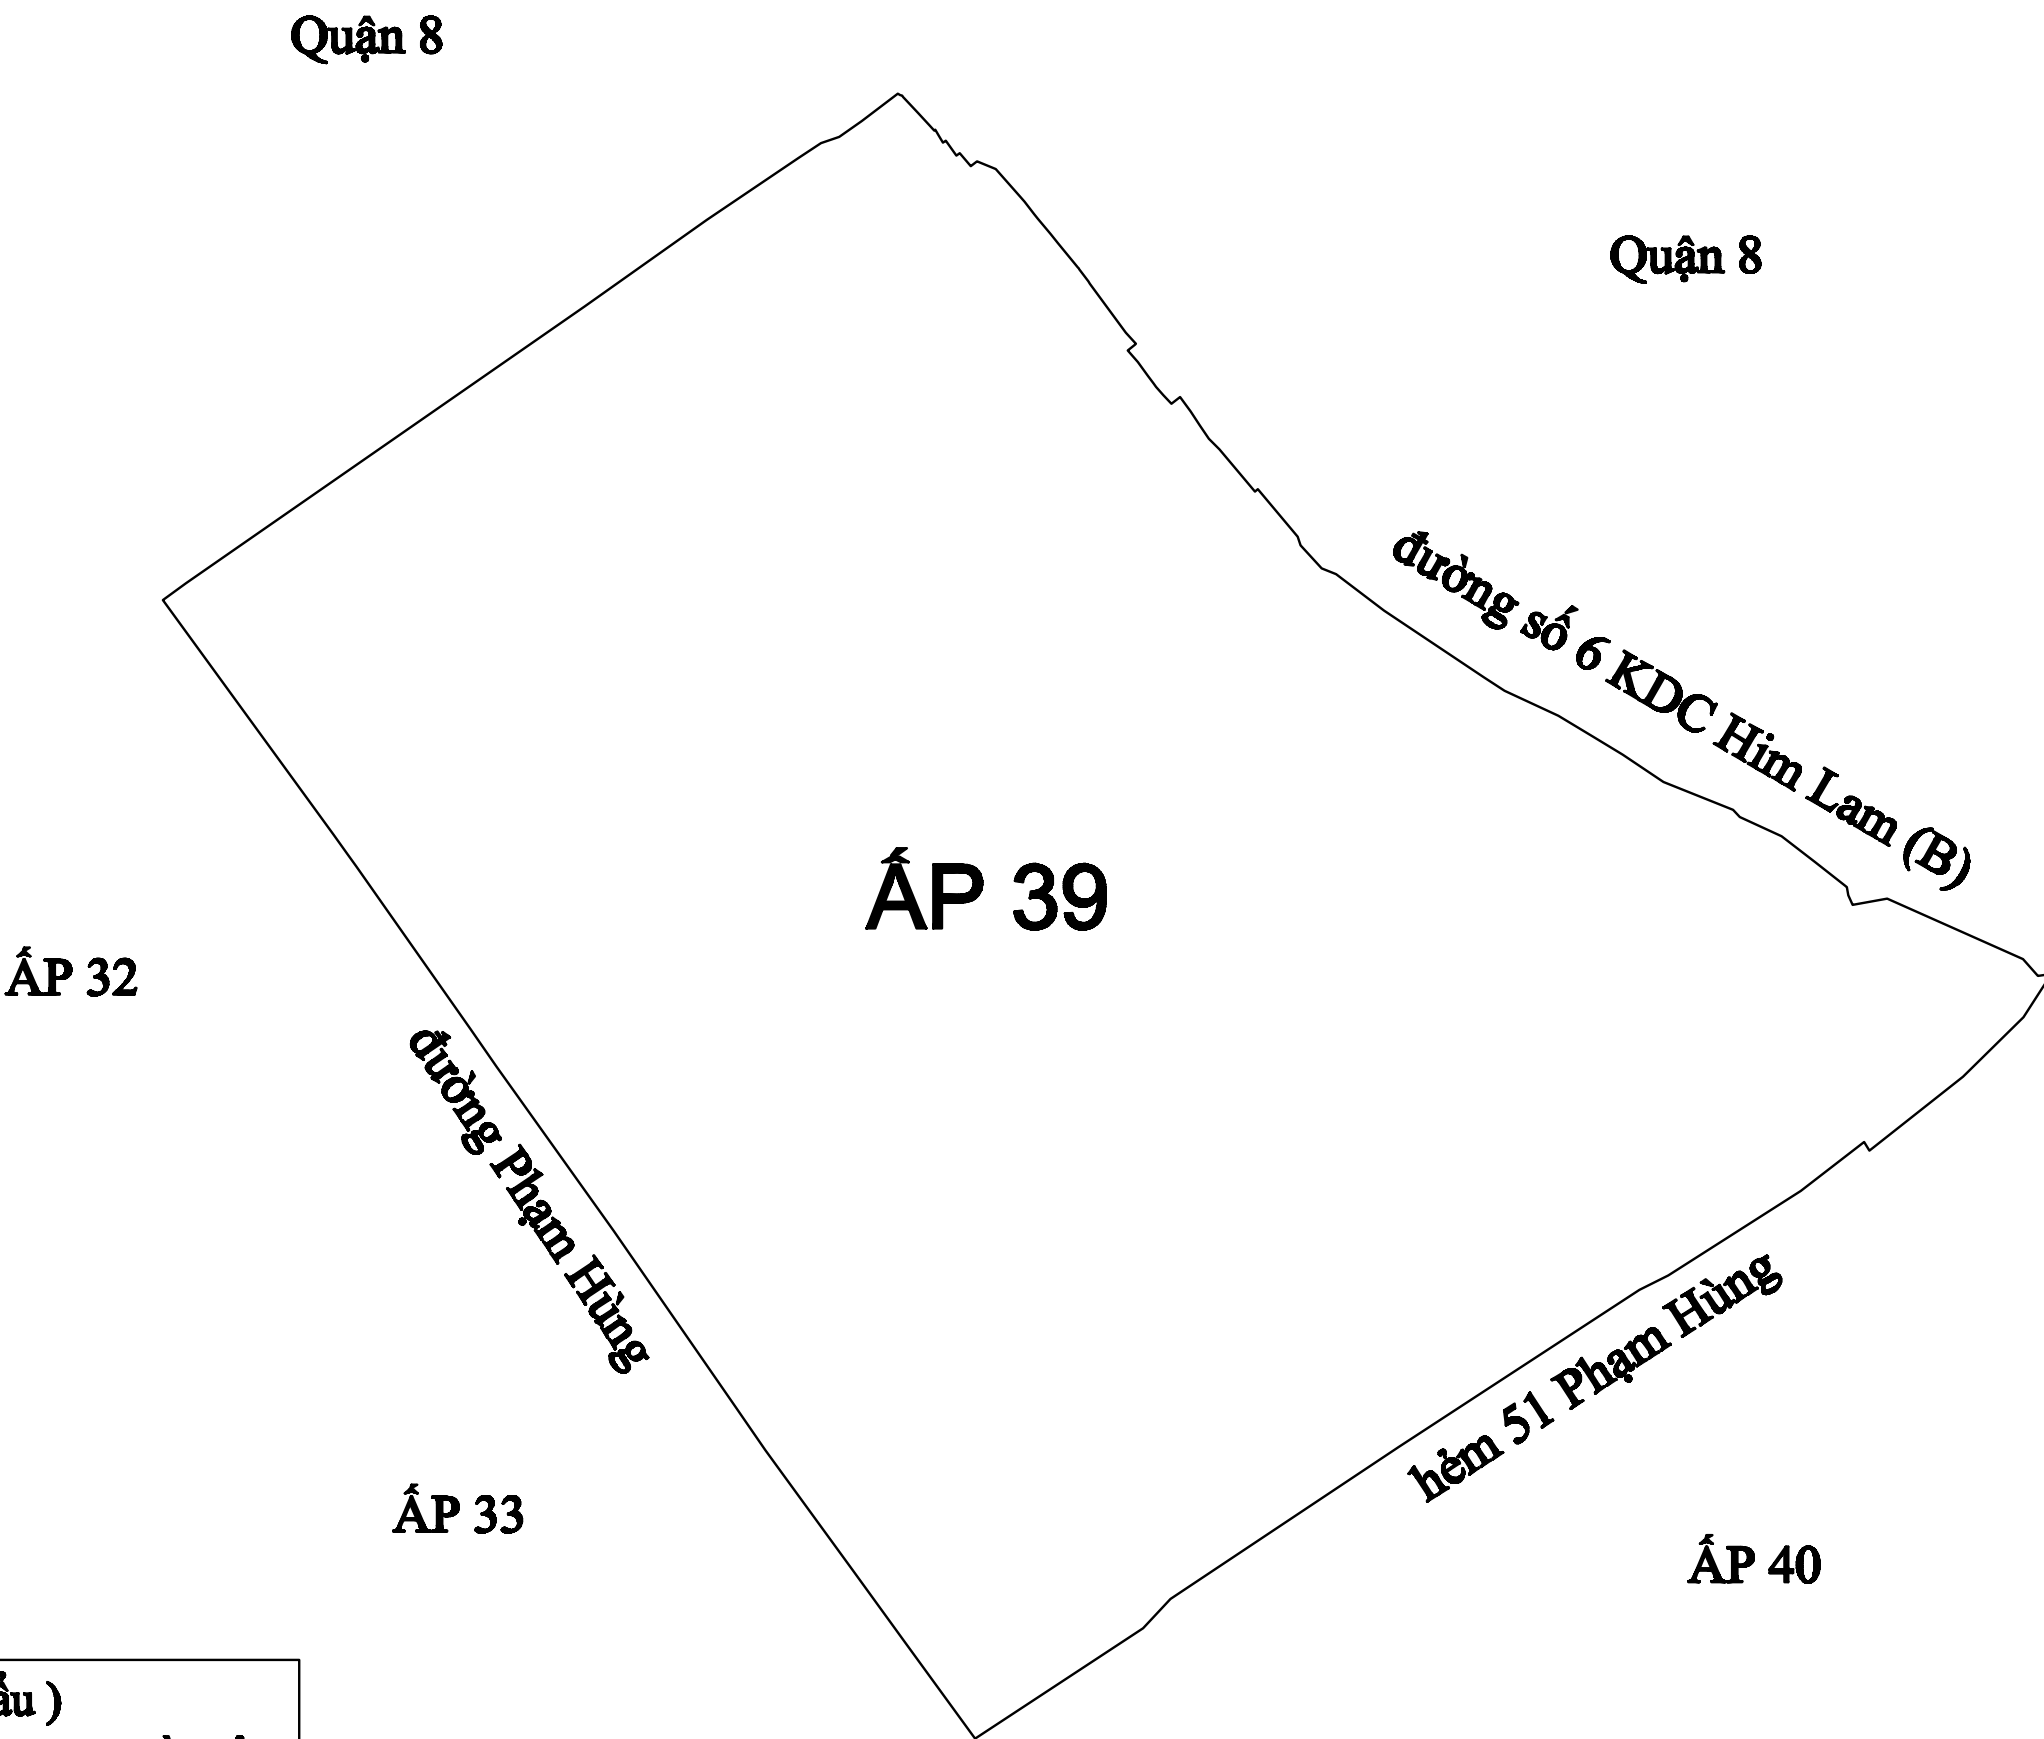 Quận 8
Quận 8
đường số 6 KDC Him Lam (B)
ẤP 39
ẤP 32
đường Phạm Hùng
hẻm 51 Phạm Hùng
ẤP 33
ẤP 40
)